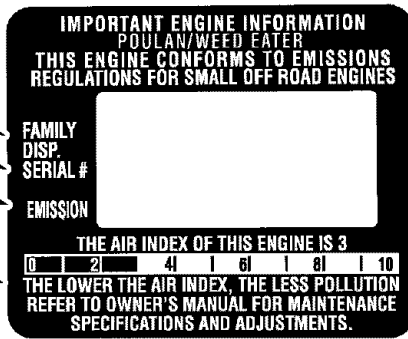 IMPORTANT ENGINE INFORMATION
POULAN/WEED EATER
THIS ENGINE CONFORMS TO EMISSIONS
REGULATIONS FOR SMALL OFF ROAD ENGINES
FAMILY
DISP.
SERIAL #
EMISSION
THE AIR INDEX OF THIS ENGINE IS 3
0 | 2| 4| 6| | 8| | 10
THE LOWER THE AIR INDEX, THE LESS POLLUTION
REFER TO OWNER'S MANUAL FOR MAINTENANCE
SPECIFICATIONS AND ADJUSTMENTS.